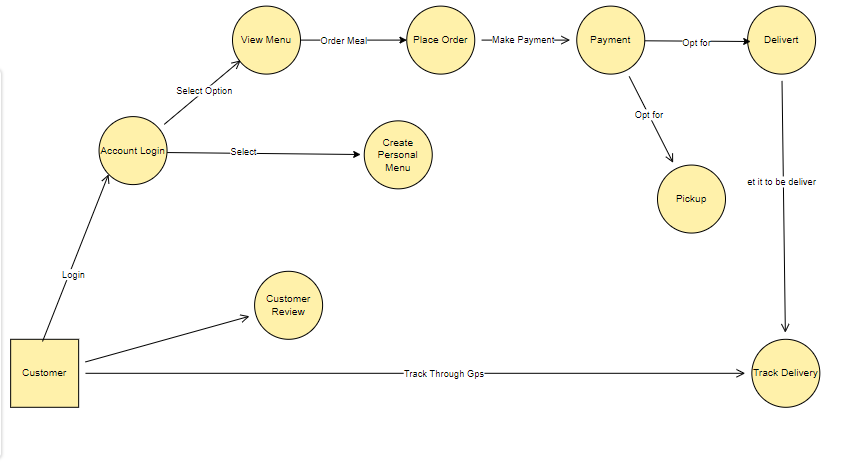 View Menu
Order Meal
Place Order
Make Payment
Payment
Opt for
Delivert
Select Option
Opt for
Account Login
Select
Create
Personal
Menu
Pickup
et it to be deliver
Login
Customer
Review
Customer
Track Through Gps
Track Delivery